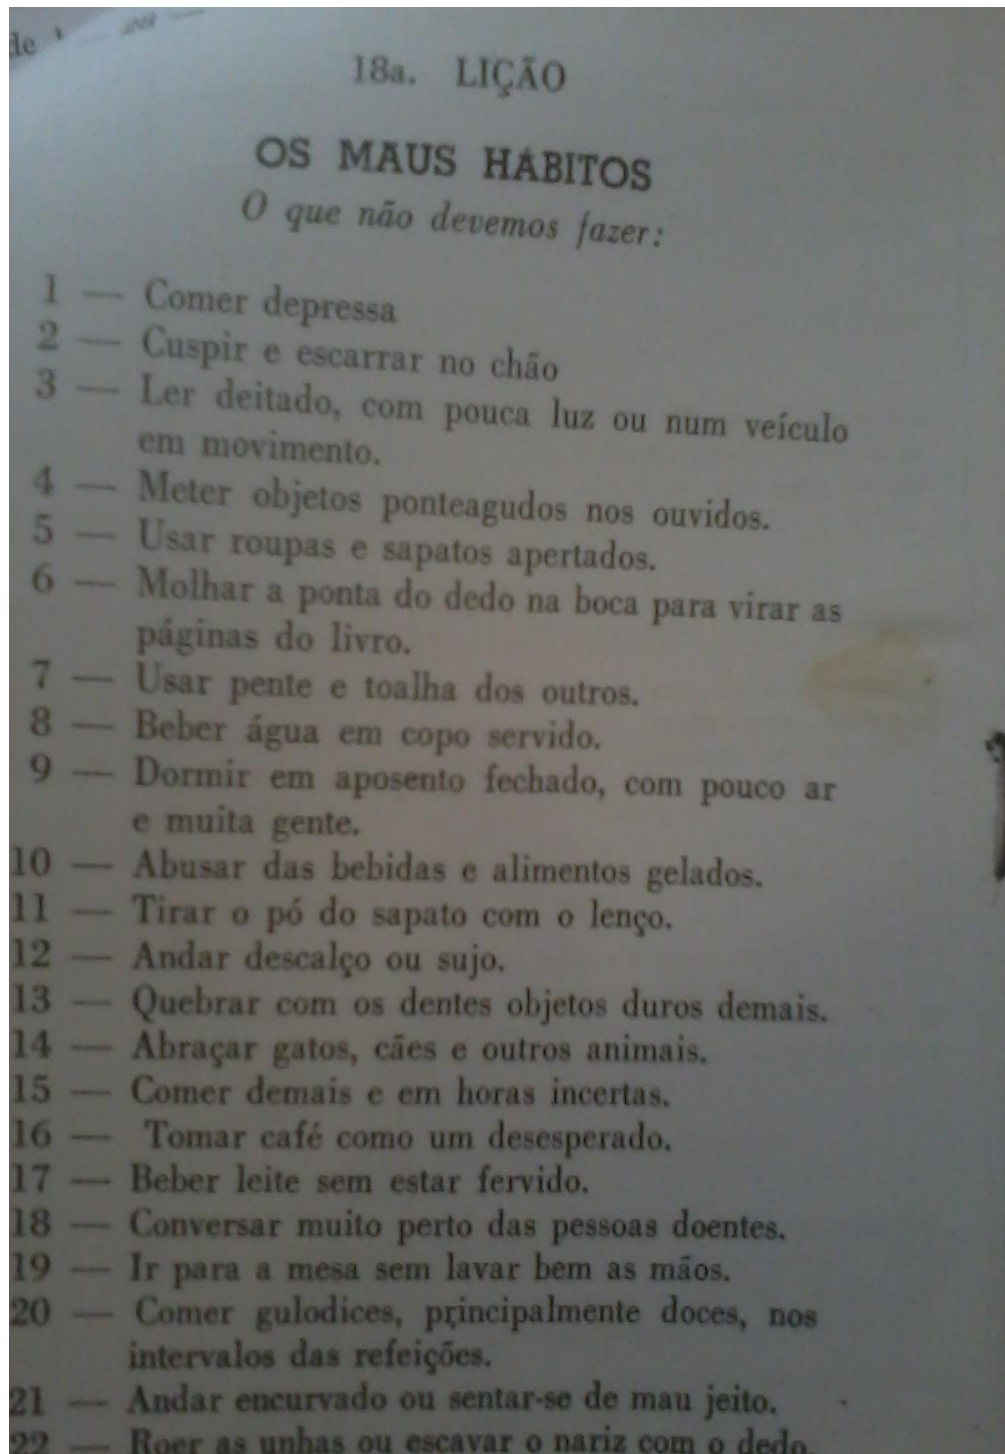 de
18a. LIÇÃO
OS MAUS HÁBITOS
O que não devemos fazer:
1 — Comer depressa
2 — Cuspir e escarrar no chão
3 — Ler deitado, com pouca luz ou num veículo
em movimento.
4 — Meter objetos ponteagudos nos ouvidos.
5 — Usar roupas e sapatos apertados.
6 — Molhar a ponta do dedo na boca para virar as
páginas do livro.
7 — Usar pente e toalha dos outros.
8 — Beber água em copo servido.
9 — Dormir em aposento fechado, com pouco ar
e muita gente.
10 — Abusar das bebidas e alimentos gelados.
11 — Tirar o pó do sapato com o lenço.
12 — Andar descalço ou sujo.
13 — Quebrar com os dentes objetos duros demais.
14 — Abraçar gatos, cães e outros animais.
15 — Comer demais e em horas incertas.
16 — Tomar café como um desesperado.
17 — Beber leite sem estar fervido.
18 — Conversar muito perto das pessoas doentes.
19 — Ir para a mesa sem lavar bem as mãos.
20 — Comer gulodices, principalmente doces, nos
intervalos das refeições.
21 — Andar encurvado ou sentar-se de mau jeito.
22 — Roer as unhas ou escavar o nariz com o dedo.